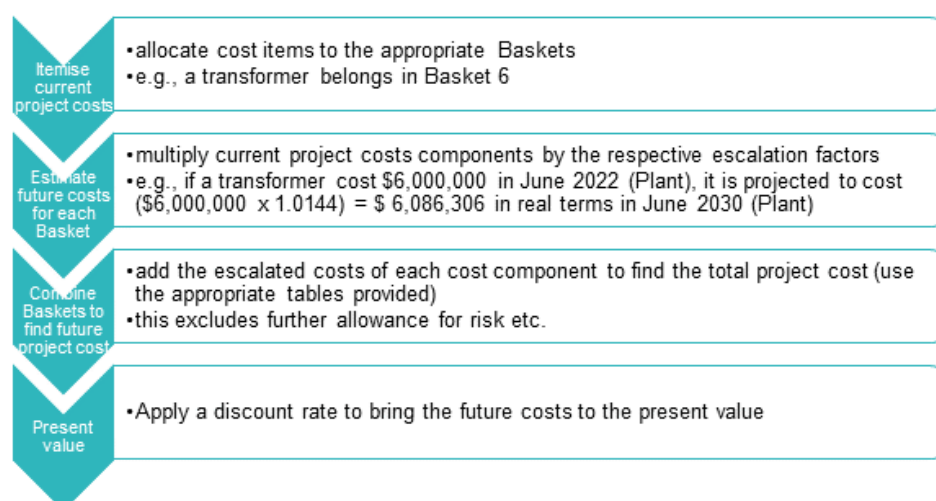 Itemise
current
project costs
•allocate cost items to the appropriate Baskets
•e.g., a transformer belongs in Basket 6
Estimate
future costs
for each
Basket
•multiply current project costs components by the respective escalation factors
•e.g., if a transformer cost $6,000,000 in June 2022 (Plant), it is projected to cost
($6,000,000 x 1.0144) = $ 6,086,306 in real terms in June 2030 (Plant)
Combine
Baskets to
find future
project cost
•add the escalated costs of each cost component to find the total project cost (use
the appropriate tables provided)
•this excludes further allowance for risk etc.
Present
value
•Apply a discount rate to bring the future costs to the present value